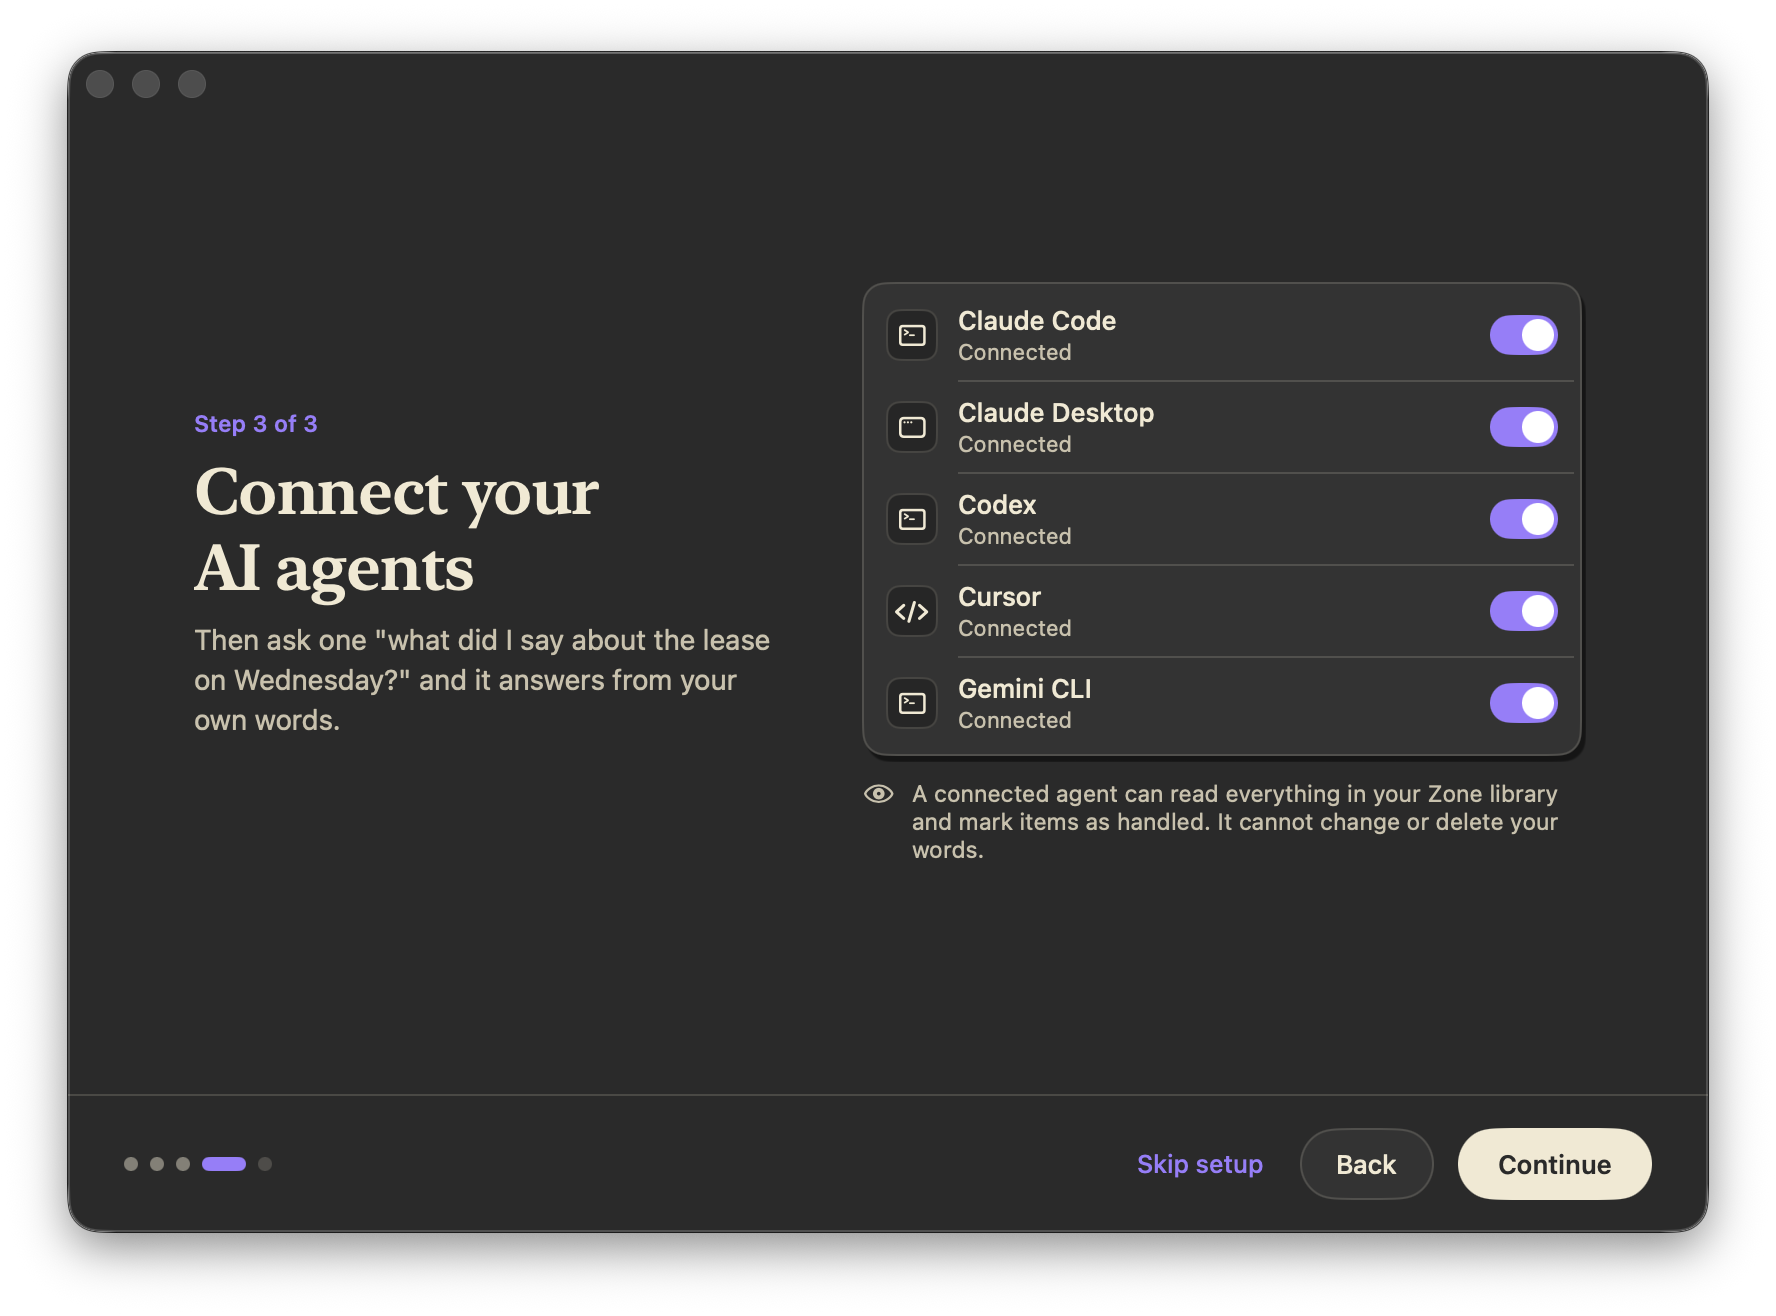 Step 3 of 3
Connect your
AI agents
Then ask one "what did I say about the lease
on Wednesday?" and it answers from your
own words.
Claude Code
Connected
Claude Desktop
Connected
Codex
Connected
Cursor
Connected
Gemini CLI
Connected
A connected agent can read everything in your Zone library
and mark items as handled. It cannot change or delete your
words.
Skip setup
Back
Continue